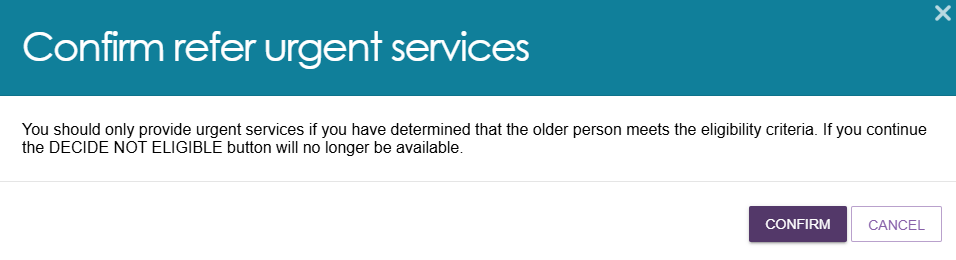 Confirm refer urgent services
You should only provide urgent services if you have determined that the older person meets the eligibility criteria. If you continue
the DECIDE NOT ELIGIBLE button will no longer be available.
CONFIRM CANCEL